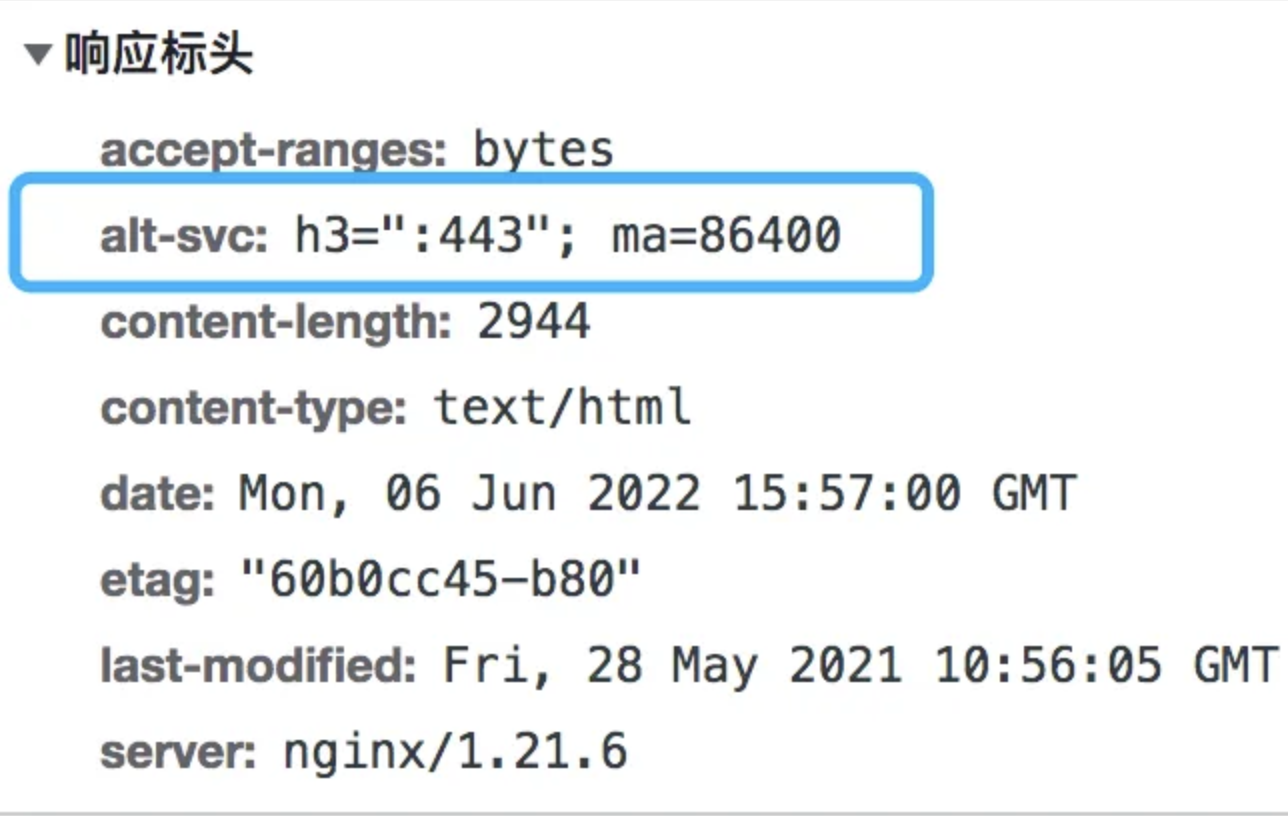 响应标头
accept-ranges: bytes
alt-svc: h3=":443"; ma=86400
content-length: 2944
content-type: text/html
date: Mon, 06 Jun 2022 15:57:00 GMT
etag: "60b0cc45-b80"
last-modified: Fri, 28 May 2021 10:56:05 GMT
server: nginx/1.21.6